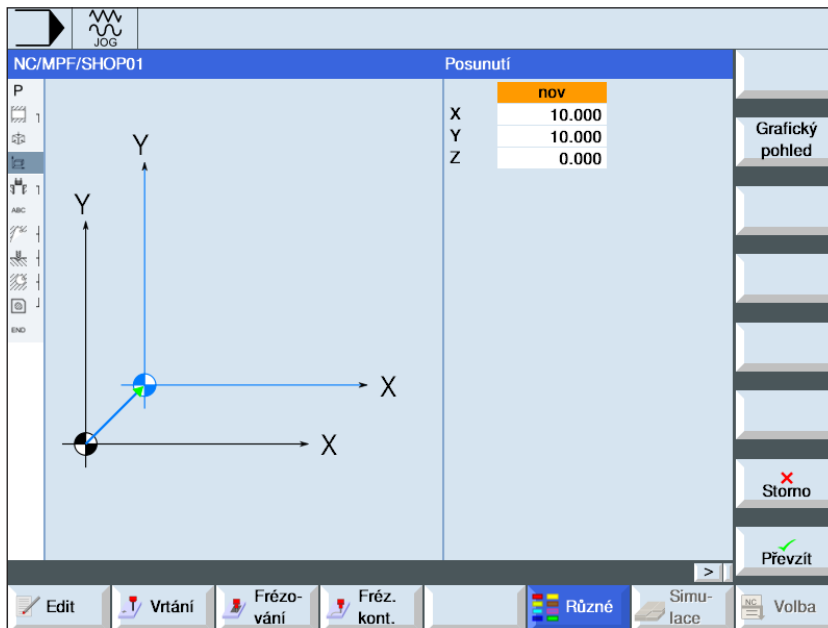 JOG
NC/MPF/SHOP01
Posunutí
P
nov
X 10.000
Y 10.000
Z 0.000
Grafický
pohled
ABC
END
Y
Y
X
X
Storno
Převzít
>
Edit
Vrtání
Frézo-
vání
Fréz.
kont.
Různé
Simu-
lace
NC
Volba